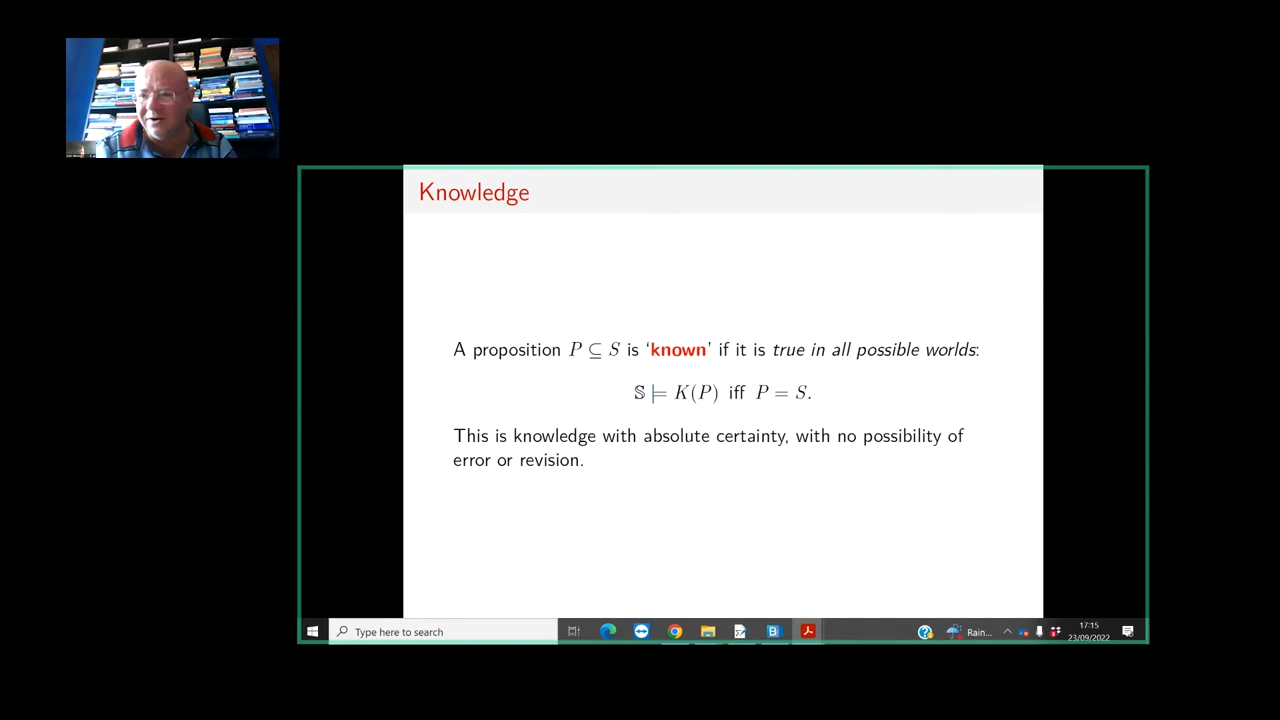 Knowledge
A proposition P ⊆ S is ‘known’ if it is true in all possible worlds:
𝕊 ⊨ K(P) iff P = S.
This is knowledge with absolute certainty, with no possibility of
error or revision.
Type here to search
Rain...
17:15
23/09/2022